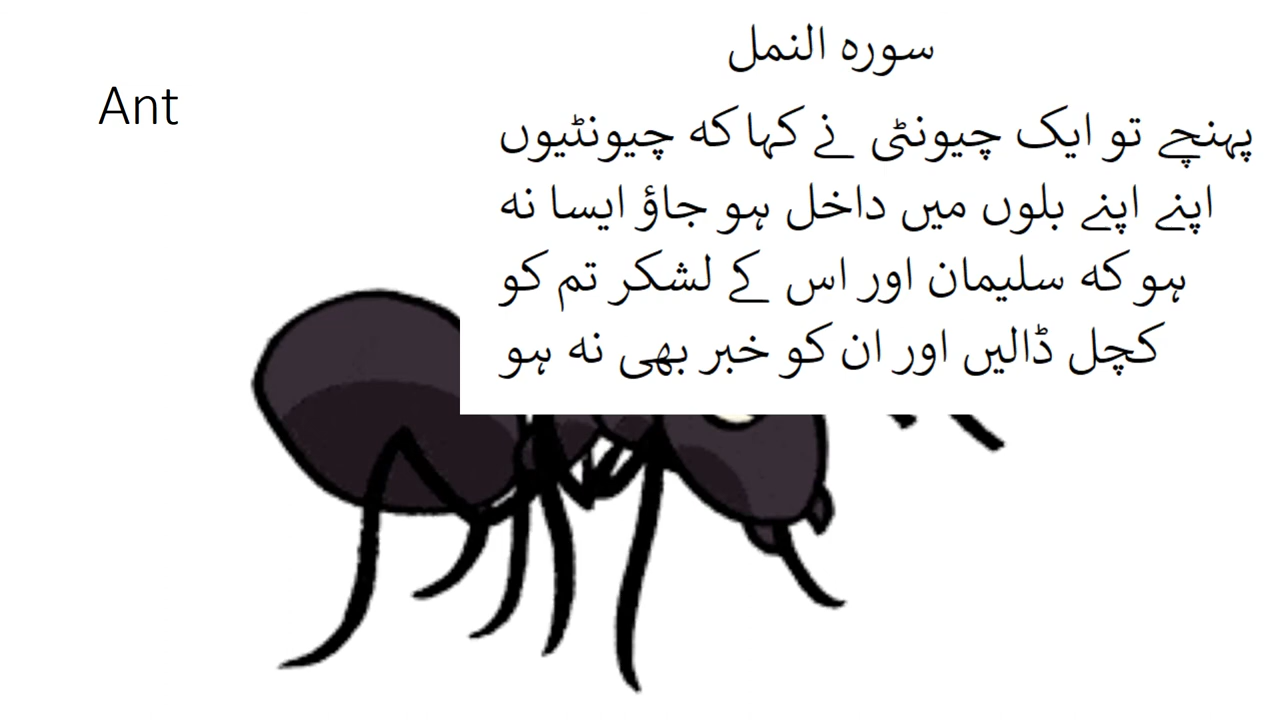 Ant
سورہ النمل
پہنچے تو ایک چیونٹی نے کہا کہ چیونٹیوں
اپنے اپنے بلوں میں داخل ہو جاؤ ایسا نہ
ہو کہ سلیمان اور اس کے لشکر تم کو
کچل ڈالیں اور ان کو خبر بھی نہ ہو